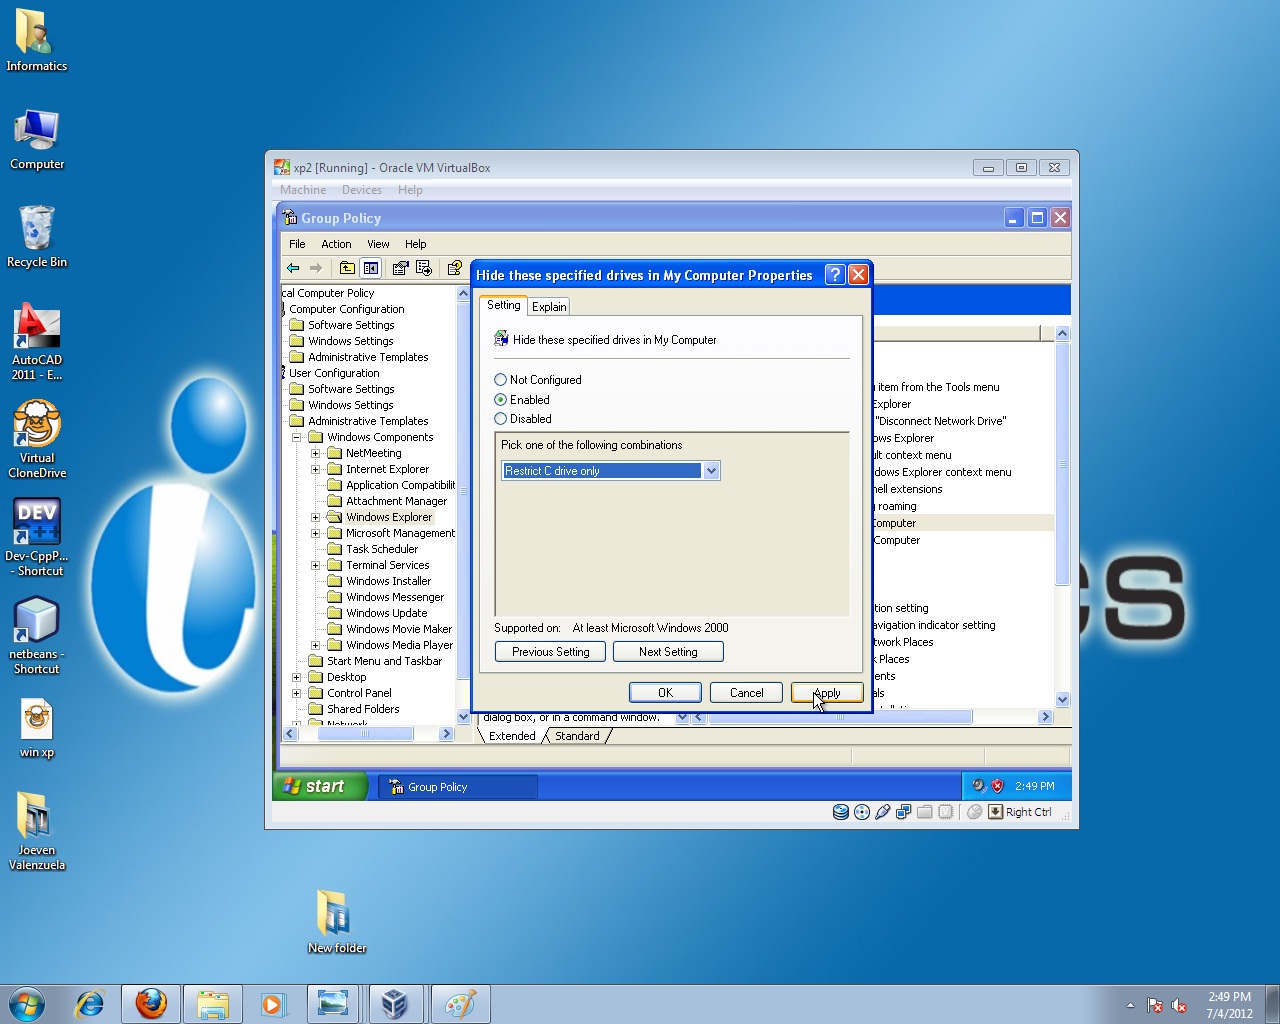 Informatics
Computer
Recycle Bin
AutoCAD
2011 - E...
Virtual
CloneDrive
DEV
C++
Dev-CppP...
- Shortcut
netbeans -
Shortcut
win xp
Joeven
Valenzuela
New folder
cs
xp2 [Running] - Oracle VM VirtualBox
Machine Devices Help
Group Policy
File Action View Help
cal Computer Policy
Computer Configuration
Software Settings
Windows Settings
Administrative Templates
User Configuration
Software Settings
Windows Settings
Administrative Templates
Windows Components
NetMeeting
Internet Explorer
Application Compatibilit
Attachment Manager
Windows Explorer
Microsoft Management
Task Scheduler
Terminal Services
Windows Installer
Windows Messenger
Windows Update
Windows Movie Maker
Windows Media Player
Start Menu and Taskbar
Desktop
Control Panel
Shared Folders
Network
Hide these specified drives in My Computer Properties
Setting Explain
Hide these specified drives in My Computer
Not Configured
Enabled
Disabled
Pick one of the following combinations
Restrict C drive only
Supported on: At least Microsoft Windows 2000
Previous Setting Next Setting
OK Cancel Apply
item from the Tools menu
Explorer
"Disconnect Network Drive"
ows Explorer
ult context menu
dows Explorer context menu
hell extensions
roaming
Computer
Computer
tion setting
avigation indicator setting
twork Places
k Places
ents
als
dialog box, or in a command window.
Extended Standard
start Group Policy 2:49 PM
Right Ctrl
2:49 PM
7/4/2012